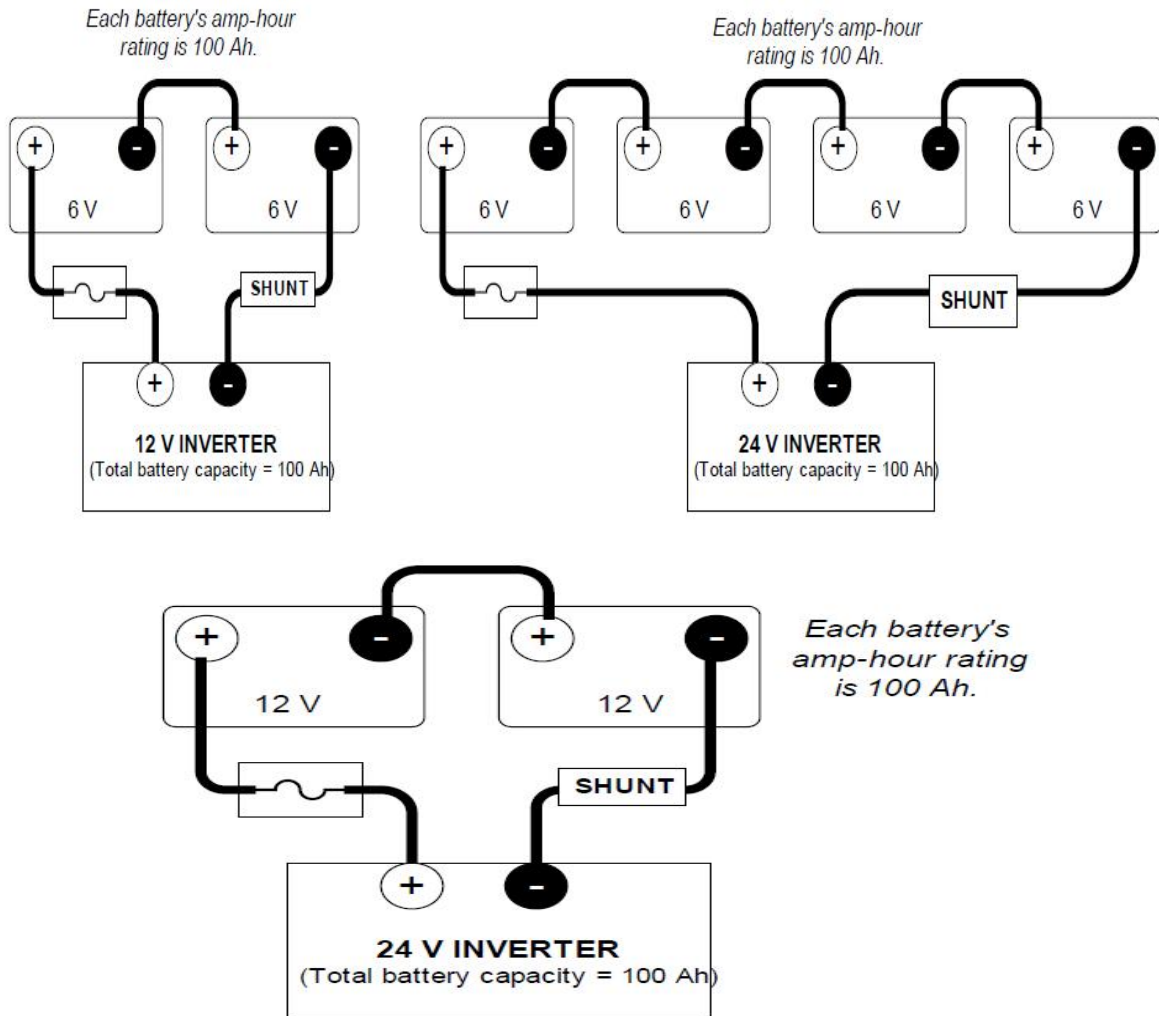 Each battery's amp-hour
rating is 100 Ah.
+ - + -
6 V 6 V
SHUNT
+ -
12 V INVERTER
(Total battery capacity = 100 Ah)
Each battery's amp-hour
rating is 100 Ah.
+ - + - + - + -
6 V 6 V 6 V 6 V
SHUNT
+ -
24 V INVERTER
(Total battery capacity = 100 Ah)
+ - + -
12 V 12 V
Each battery's
amp-hour rating
is 100 Ah.
SHUNT
+ -
24 V INVERTER
(Total battery capacity = 100 Ah)